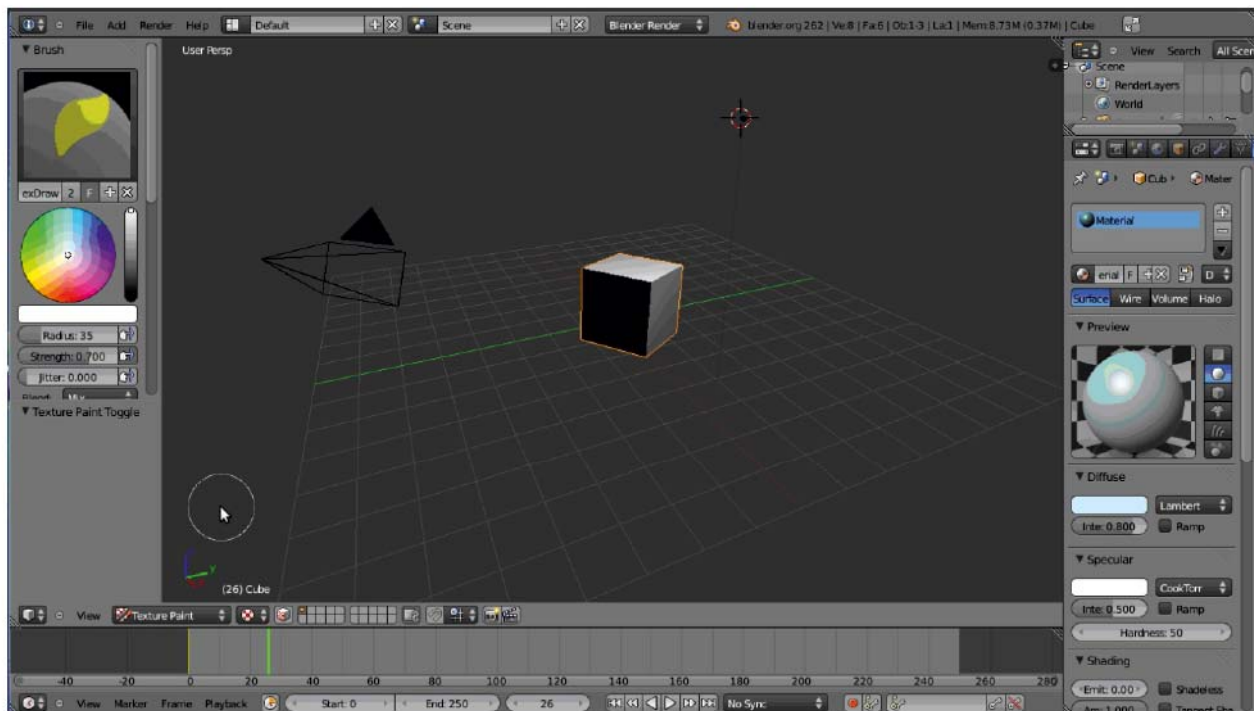 File Add Render Help Default Scene Blender Render blender.org 262 | Ve:8 | Fa:6 | Ob:1-3 | La:1 | Mem:8.73M (0.37M) | Cube
Brush
exDraw 2 F
Radius: 35
Strength: 0.700
Jitter: 0.000
Texture Paint Toggle
User Persp
y
(26) Cube
View Texture Paint
-40 -20 0 20 40 60 80 100 120 140 160 180 200 220 240 260 280
View Marker Frame Playback Start: 0 End: 250 26 No Sync
View Search All Scen
Scene
RenderLayers
World
Cub Mater
Material
enal F D
Surface Wire Volume Halo
Preview
Diffuse
Lambert
Inte: 0.800 Ramp
Specular
CookTorr
Inte: 0.500 Ramp
Hardness: 50
Shading
Emit: 0.00 Shadeless